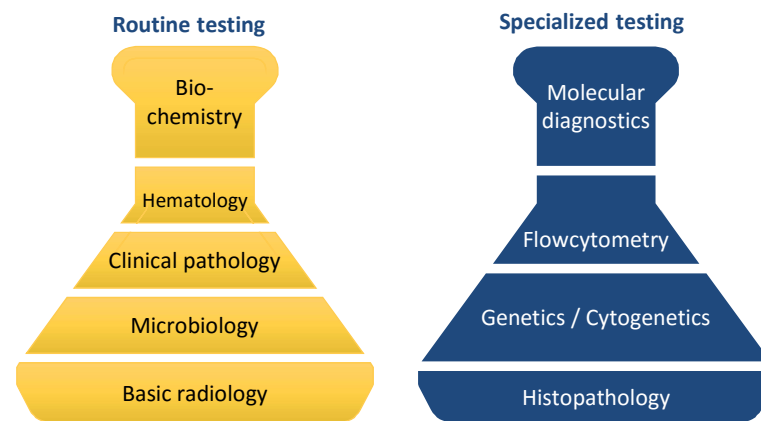 Routine testing
Bio-
chemistry
Hematology
Clinical pathology
Microbiology
Basic radiology
Specialized testing
Molecular
diagnostics
Flowcytometry
Genetics / Cytogenetics
Histopathology